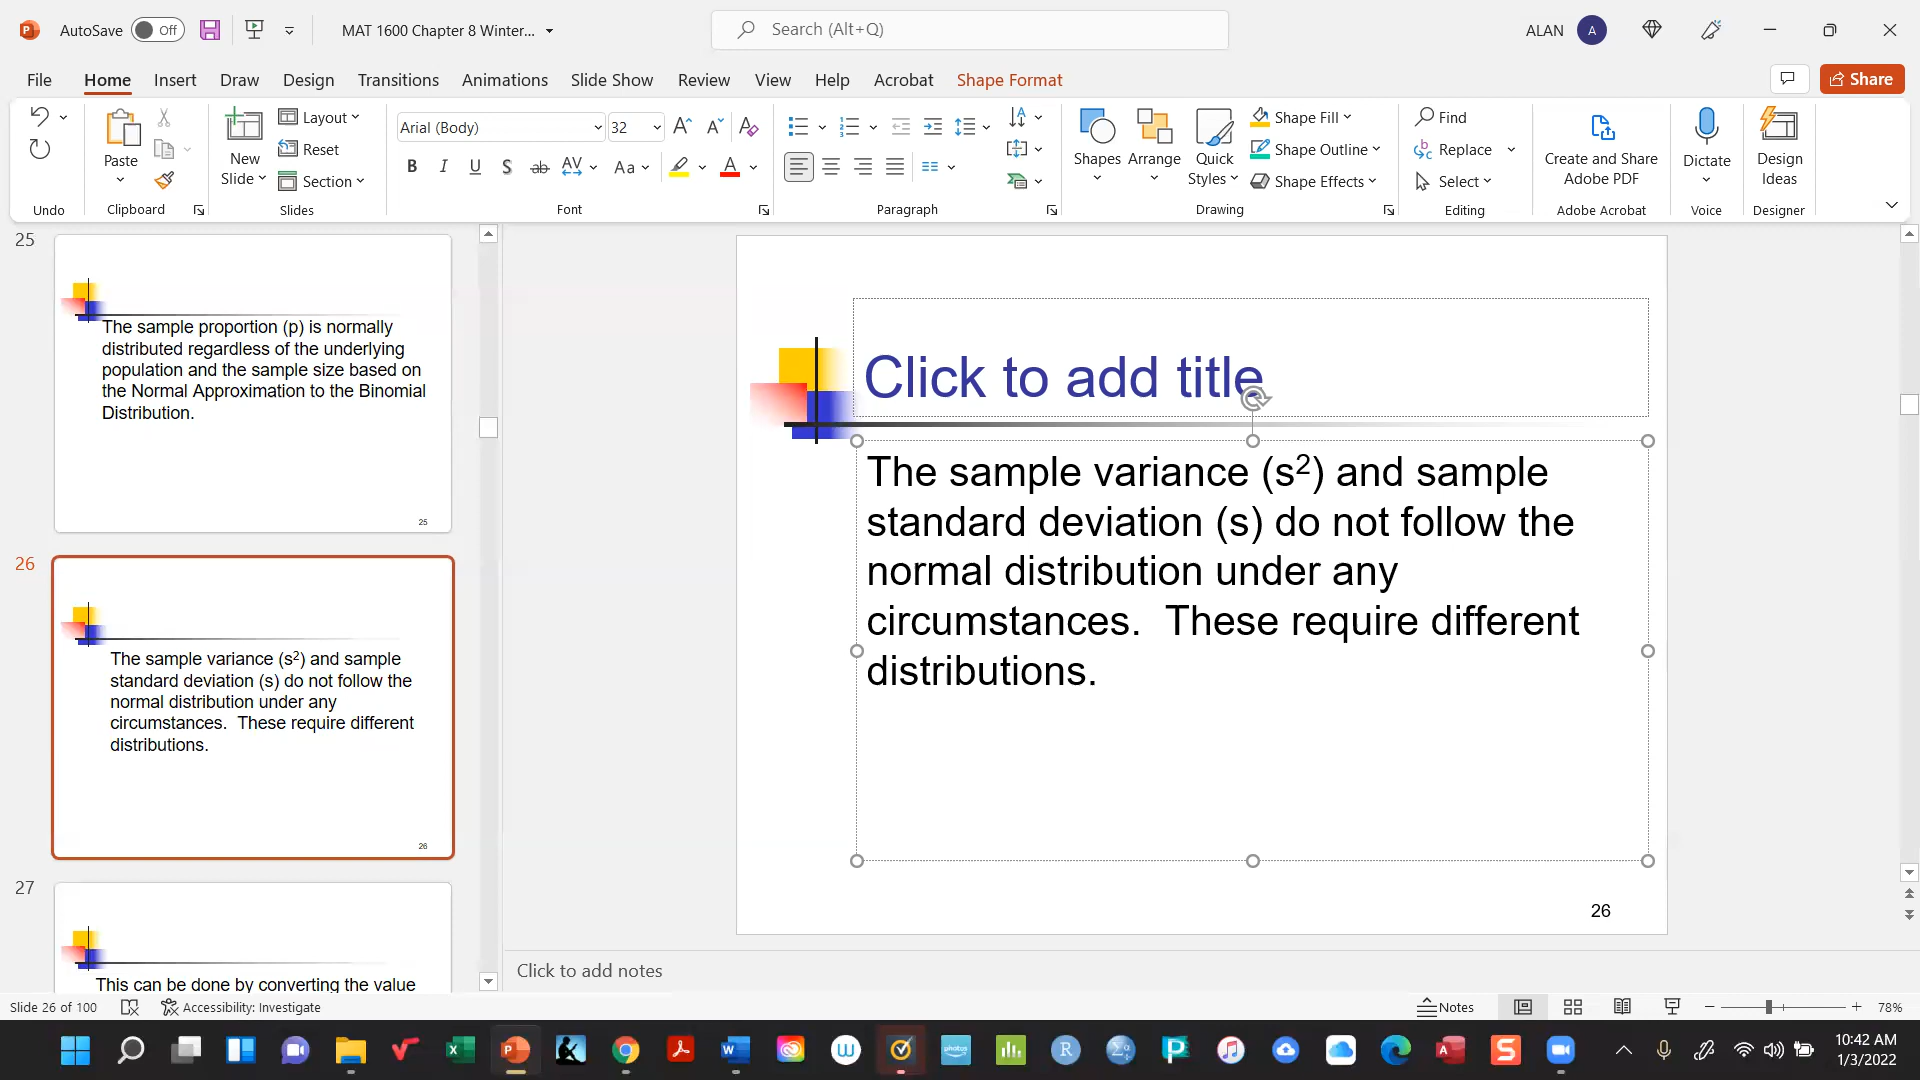 AutoSave Off MAT 1600 Chapter 8 Winter... Search (Alt+Q) ALAN A
File Home Insert Draw Design Transitions Animations Slide Show Review View Help Acrobat Shape Format Share
Paste New Slide Layout Reset Section Arial (Body) 32 Shapes Arrange Quick Styles Shape Fill Shape Outline Shape Effects Find Replace Select Create and Share Adobe PDF Dictate Design Ideas
Undo Clipboard Slides Font Paragraph Drawing Editing Adobe Acrobat Voice Designer
25
The sample proportion (p) is normally
distributed regardless of the underlying
population and the sample size based on
the Normal Approximation to the Binomial
Distribution.
25
26
The sample variance (s²) and sample
standard deviation (s) do not follow the
normal distribution under any
circumstances. These require different
distributions.
26
27
This can be done by converting the value
Click to add title
The sample variance (s²) and sample
standard deviation (s) do not follow the
normal distribution under any
circumstances. These require different
distributions.
26
Click to add notes
Slide 26 of 100 Accessibility: Investigate Notes 78%
10:42 AM
1/3/2022